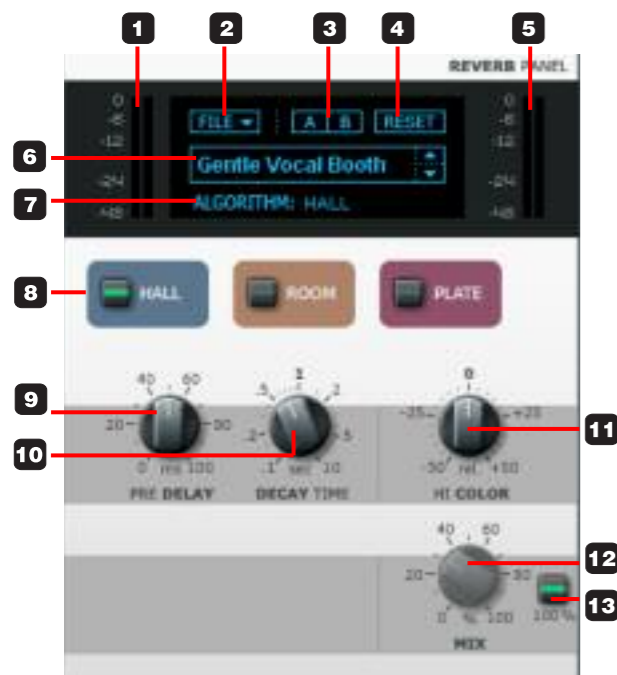 1 2 3 4 5
REVERB PANEL
0 0
-6 FILE A B RESET -6
-12 -12
6 Gentle Vocal Booth
-24 -24
7 ALGORITHM: HALL
-48 -48
8 HALL ROOM PLATE
40 60 .5 1 2 0
9 20 80 .2 5 -25 +25 11
10
0 ms 100 .1 sec 10 -50 rel +50
PRE DELAY DECAY TIME HI COLOR
40 60
12
20 80
13
0 % 100 100 %
MIX